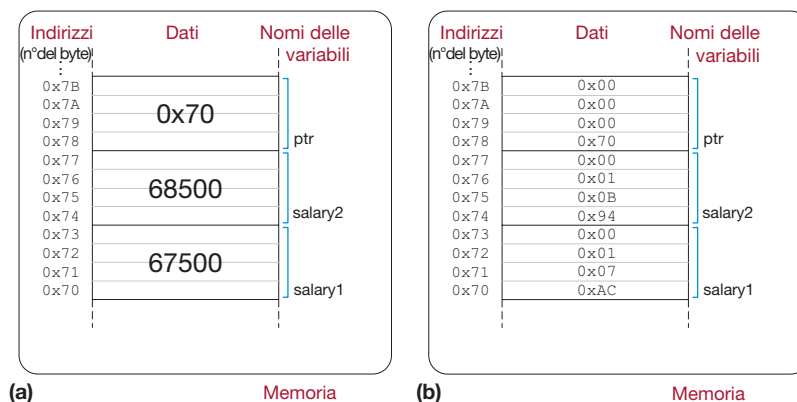 Indirizzi Dati Nomi delle
(n°del byte) variabili
⋮
0x7B
0x7A 0x70
0x79
0x78 ptr
0x77
0x76 68500
0x75
0x74 salary2
0x73
0x72 67500
0x71
0x70 salary1
(a) Memoria
Indirizzi Dati Nomi delle
(n°del byte) variabili
⋮
0x7B 0x00
0x7A 0x00
0x79 0x00
0x78 0x70 ptr
0x77 0x00
0x76 0x01
0x75 0x0B
0x74 0x94 salary2
0x73 0x00
0x72 0x01
0x71 0x07
0x70 0xAC salary1
(b) Memoria